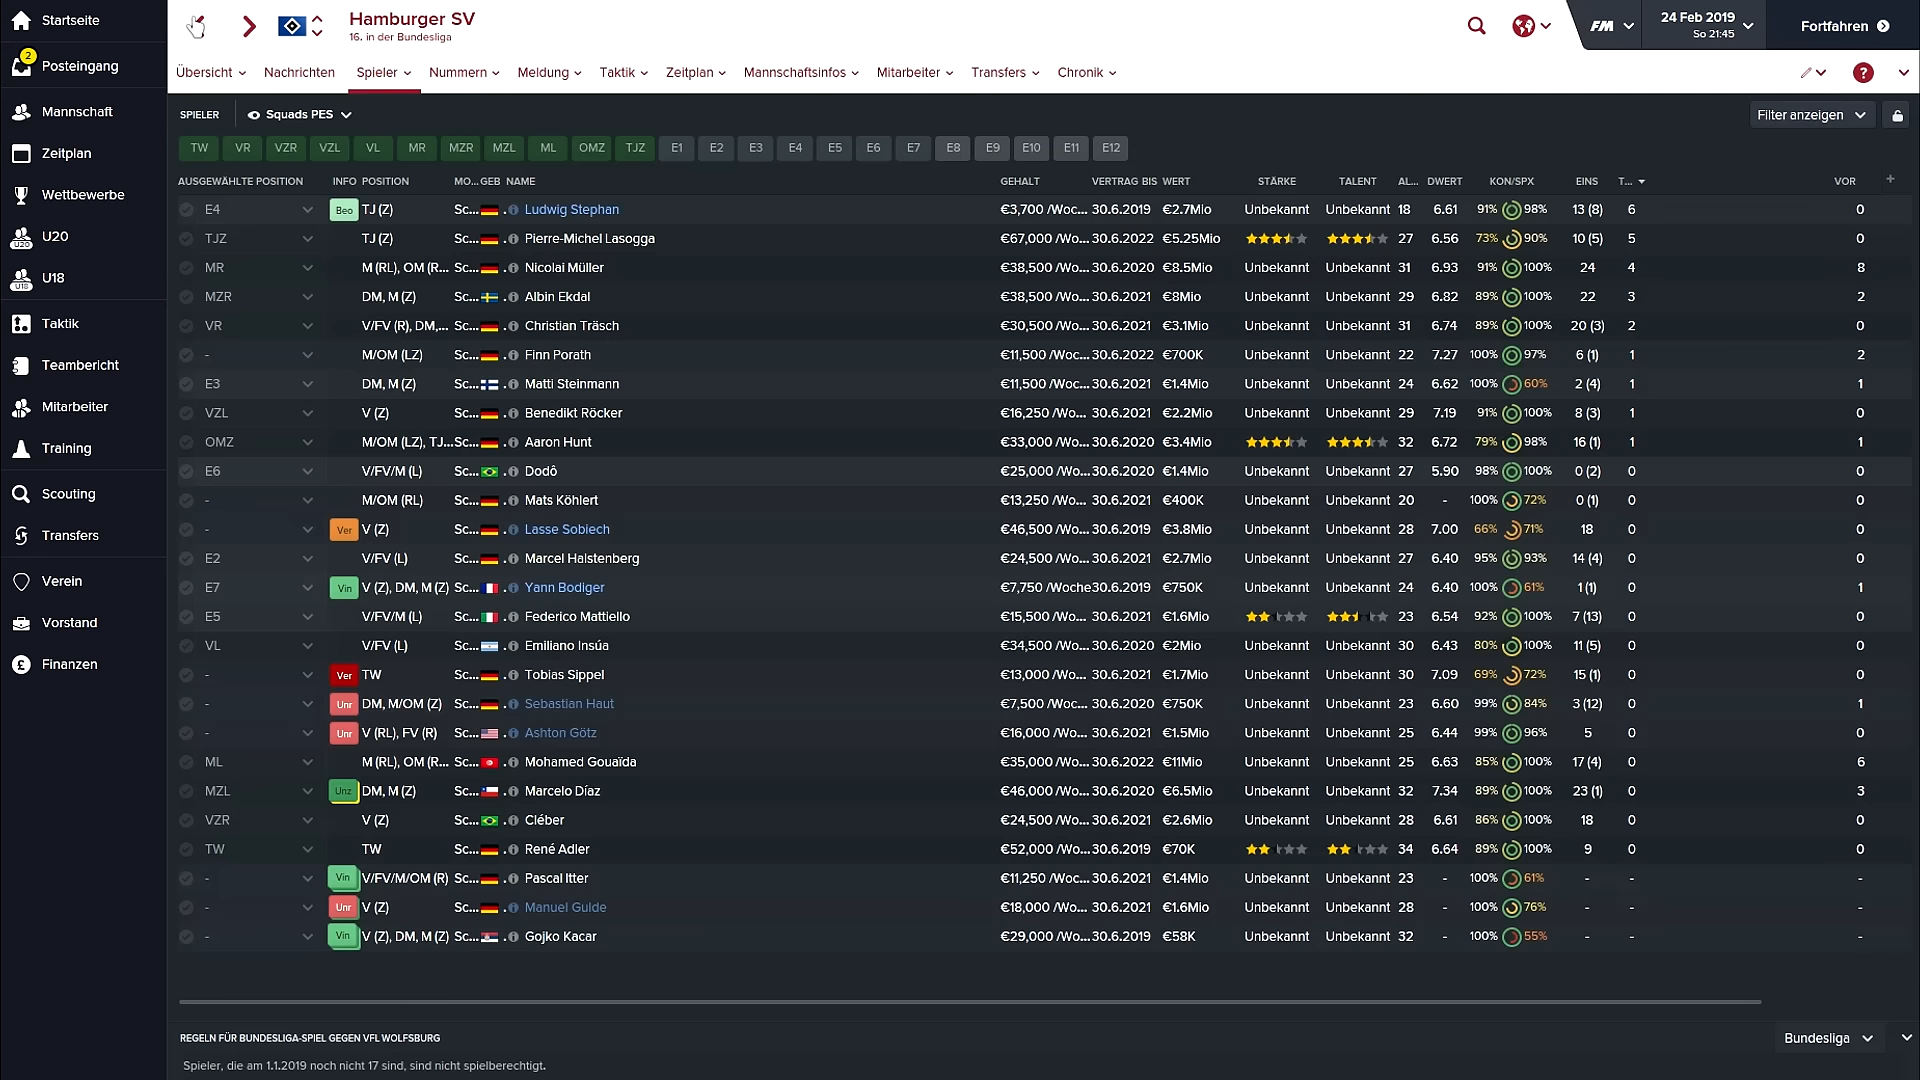 Startseite
2
Posteingang
Mannschaft
Zeitplan
Wettbewerbe
U20
U20
U18
U18
Taktik
Teambericht
Mitarbeiter
Training
Scouting
Transfers
Verein
Vorstand
Finanzen
Hamburger SV
16. in der Bundesliga
FM
24 Feb 2019
So 21:45
Fortfahren
Übersicht Nachrichten Spieler Nummern Meldung Taktik Zeitplan Mannschaftsinfos Mitarbeiter Transfers Chronik ?
SPIELER Squads PES Filter anzeigen
TW VR VZR VZL VL MR MZR MZL ML OMZ TJZ E1 E2 E3 E4 E5 E6 E7 E8 E9 E10 E11 E12
AUSGEWÄHLTE POSITION INFO POSITION MO... GEB NAME GEHALT VERTRAG BIS WERT STÄRKE TALENT AL... DWERT KON/SPX EINS T... VOR +
E4 Beo TJ (Z) Sc... . Ludwig Stephan €3,700 /Woc... 30.6.2019 €2.7Mio Unbekannt Unbekannt 18 6.61 91% 98% 13 (8) 6 0
TJZ TJ (Z) Sc... . Pierre-Michel Lasogga €67,000 /Wo... 30.6.2022 €5.25Mio 27 6.56 73% 90% 10 (5) 5 0
MR M (RL), OM (R... Sc... . Nicolai Müller €38,500 /Wo... 30.6.2020 €8.5Mio Unbekannt Unbekannt 31 6.93 91% 100% 24 4 8
MZR DM, M (Z) Sc... . Albin Ekdal €38,500 /Wo... 30.6.2021 €8Mio Unbekannt Unbekannt 29 6.82 89% 100% 22 3 2
VR V/FV (R), DM,... Sc... . Christian Träsch €30,500 /Wo... 30.6.2021 €3.1Mio Unbekannt Unbekannt 31 6.74 89% 100% 20 (3) 2 0
- M/OM (LZ) Sc... . Finn Porath €11,500 /Woc... 30.6.2022 €700K Unbekannt Unbekannt 22 7.27 100% 97% 6 (1) 1 2
E3 DM, M (Z) Sc... . Matti Steinmann €11,500 /Woc... 30.6.2021 €1.4Mio Unbekannt Unbekannt 24 6.62 100% 60% 2 (4) 1 1
VZL V (Z) Sc... . Benedikt Röcker €16,250 /Wo... 30.6.2021 €2.2Mio Unbekannt Unbekannt 29 7.19 91% 100% 8 (3) 1 0
OMZ M/OM (LZ), TJ... Sc... . Aaron Hunt €33,000 /Wo... 30.6.2020 €3.4Mio 32 6.72 79% 98% 16 (1) 1 1
E6 V/FV/M (L) Sc... . Dodô €25,000 /Wo... 30.6.2020 €1.4Mio Unbekannt Unbekannt 27 5.90 98% 100% 0 (2) 0 0
- M/OM (RL) Sc... . Mats Köhlert €13,250 /Wo... 30.6.2021 €400K Unbekannt Unbekannt 20 - 100% 72% 0 (1) 0 0
- Ver V (Z) Sc... . Lasse Sobiech €46,500 /Wo... 30.6.2019 €3.8Mio Unbekannt Unbekannt 28 7.00 66% 71% 18 0 0
E2 V/FV (L) Sc... . Marcel Halstenberg €24,500 /Wo... 30.6.2021 €2.7Mio Unbekannt Unbekannt 27 6.40 95% 93% 14 (4) 0 0
E7 Vin V (Z), DM, M (Z) Sc... . Yann Bodiger €7,750 /Woche 30.6.2019 €750K Unbekannt Unbekannt 24 6.40 100% 61% 1 (1) 0 1
E5 V/FV/M (L) Sc... . Federico Mattiello €15,500 /Wo... 30.6.2021 €1.6Mio 23 6.54 92% 100% 7 (13) 0 0
VL V/FV (L) Sc... . Emiliano Insúa €34,500 /Wo... 30.6.2020 €2Mio Unbekannt Unbekannt 30 6.43 80% 100% 11 (5) 0 0
- Ver TW Sc... . Tobias Sippel €13,000 /Wo... 30.6.2021 €1.7Mio Unbekannt Unbekannt 30 7.09 69% 72% 15 (1) 0 0
- Unr DM, M/OM (Z) Sc... . Sebastian Haut €7,500 /Woc... 30.6.2020 €750K Unbekannt Unbekannt 23 6.60 99% 84% 3 (12) 0 1
- Unr V (RL), FV (R) Sc... . Ashton Götz €16,000 /Wo... 30.6.2021 €1.5Mio Unbekannt Unbekannt 25 6.44 99% 96% 5 0 0
ML M (RL), OM (R... Sc... . Mohamed Gouaïda €35,000 /Wo... 30.6.2022 €11Mio Unbekannt Unbekannt 25 6.63 85% 100% 17 (4) 0 6
MZL Unz DM, M (Z) Sc... . Marcelo Díaz €46,000 /Wo... 30.6.2020 €6.5Mio Unbekannt Unbekannt 32 7.34 89% 100% 23 (1) 0 3
VZR V (Z) Sc... . Cléber €24,500 /Wo... 30.6.2021 €2.6Mio Unbekannt Unbekannt 28 6.61 86% 100% 18 0 0
TW TW Sc... . René Adler €52,000 /Wo... 30.6.2019 €70K 34 6.64 89% 100% 9 0 0
- Vin V/FV/M/OM (R) Sc... . Pascal Itter €11,250 /Woc... 30.6.2021 €1.4Mio Unbekannt Unbekannt 23 - 100% 61% - - -
- Unr V (Z) Sc... . Manuel Gulde €18,000 /Wo... 30.6.2021 €1.6Mio Unbekannt Unbekannt 28 - 100% 76% - - -
- Vin V (Z), DM, M (Z) Sc... . Gojko Kacar €29,000 /Wo... 30.6.2019 €58K Unbekannt Unbekannt 32 - 100% 55% - - -
REGELN FÜR BUNDESLIGA-SPIEL GEGEN VFL WOLFSBURG Bundesliga
Spieler, die am 1.1.2019 noch nicht 17 sind, sind nicht spielberechtigt.